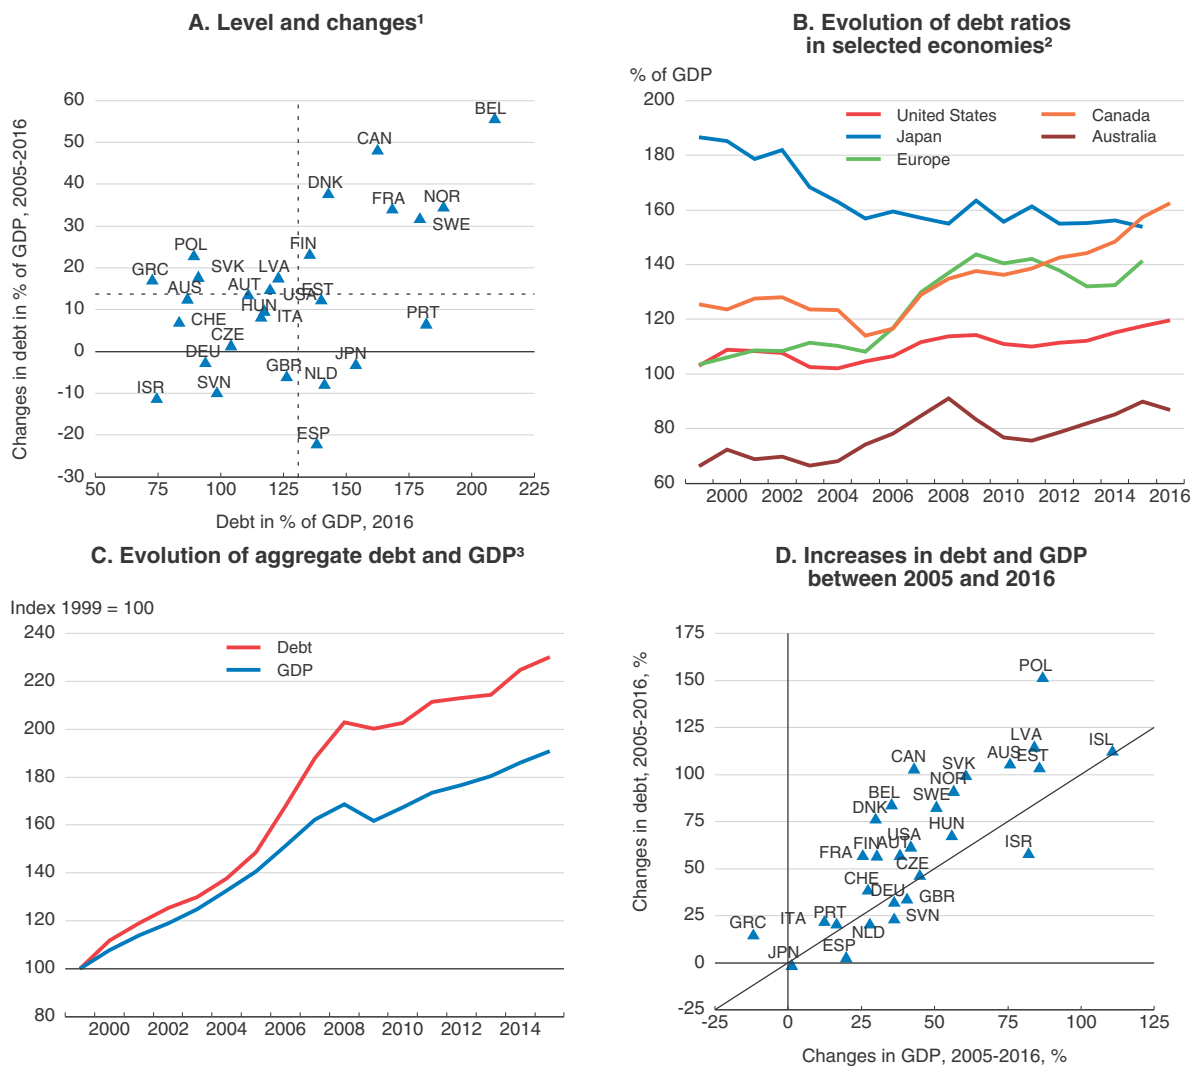 A. Level and changes¹
Changes in debt in % of GDP, 2005-2016
60
50
40
30
20
10
0
-10
-20
-30
BEL
CAN
DNK
FRA
NOR
SWE
FIN
POL
GRC
SVK
LVA
AUS
AUT
USA
EST
HUN
ITA
CHE
PRT
CZE
DEU
JPN
GBR
NLD
ISR
SVN
ESP
50 75 100 125 150 175 200 225
Debt in % of GDP, 2016
B. Evolution of debt ratios
in selected economies²
% of GDP
200
180
160
140
120
100
80
60
United States
Japan
Europe
Canada
Australia
2000 2002 2004 2006 2008 2010 2012 2014 2016
C. Evolution of aggregate debt and GDP³
Index 1999 = 100
240
220
200
180
160
140
120
100
80
Debt
GDP
2000 2002 2004 2006 2008 2010 2012 2014
D. Increases in debt and GDP
between 2005 and 2016
Changes in debt, 2005-2016, %
175
150
125
100
75
50
25
0
-25
POL
LVA
ISL
AUS
EST
CAN
SVK
NOR
BEL
SWE
DNK
HUN
USA
FIN
AUT
FRA
ISR
CZE
CHE
DEU
GBR
SVN
PRT
ITA
GRC
NLD
ESP
JPN
-25 0 25 50 75 100 125
Changes in GDP, 2005-2016, %